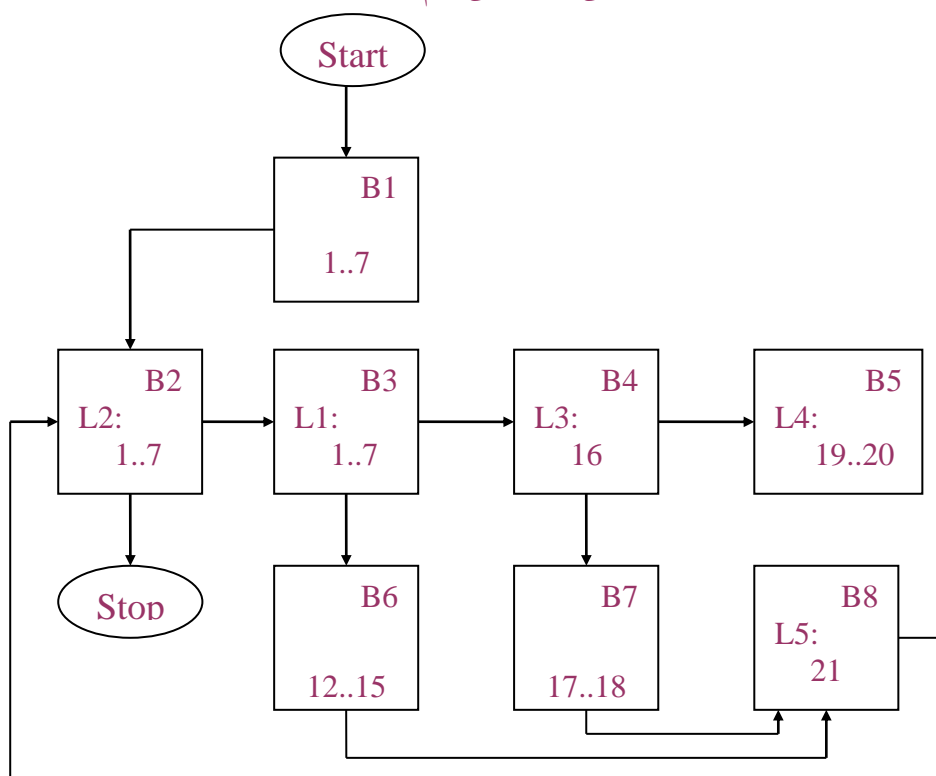 Start
B1
1..7
B2
L2:
1..7
B3
L1:
1..7
B4
L3:
16
B5
L4:
19..20
Stop
B6
12..15
B7
17..18
B8
L5:
21